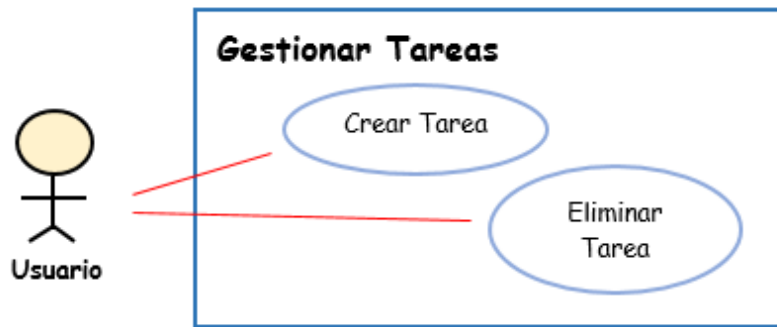 Gestionar Tareas
Crear Tarea
Eliminar
Tarea
Usuario